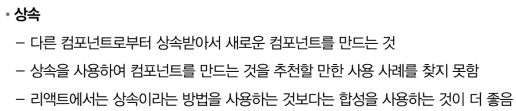 • 상속
– 다른 컴포넌트로부터 상속받아서 새로운 컴포넌트를 만드는 것
– 상속을 사용하여 컴포넌트를 만드는 것을 추천할 만한 사용 사례를 찾지 못함
– 리액트에서는 상속이라는 방법을 사용하는 것보다는 합성을 사용하는 것이 더 좋음